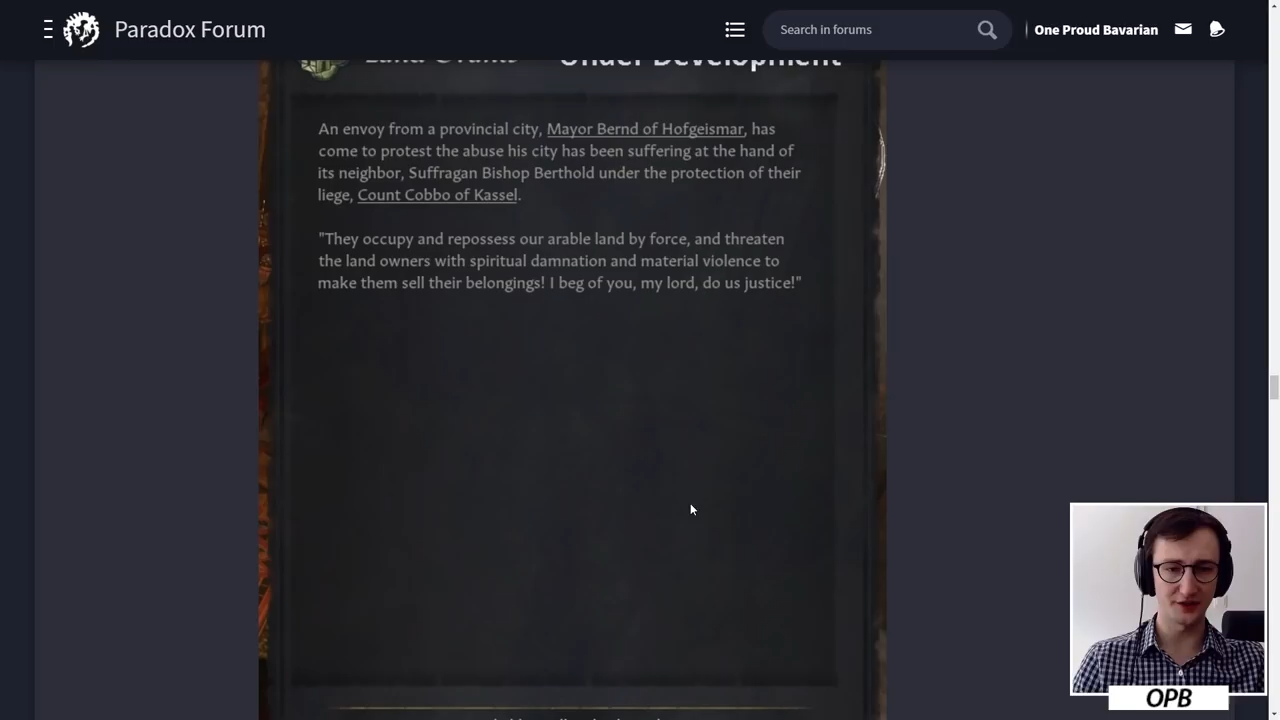 Paradox Forum
Search in forums
One Proud Bavarian
Under Development
An envoy from a provincial city, Mayor Bernd of Hofgeismar, has
come to protest the abuse his city has been suffering at the hand of
its neighbor, Suffragan Bishop Berthold under the protection of their
liege, Count Cobbo of Kassel.
"They occupy and repossess our arable land by force, and threaten
the land owners with spiritual damnation and material violence to
make them sell their belongings! I beg of you, my lord, do us justice!"
OPB